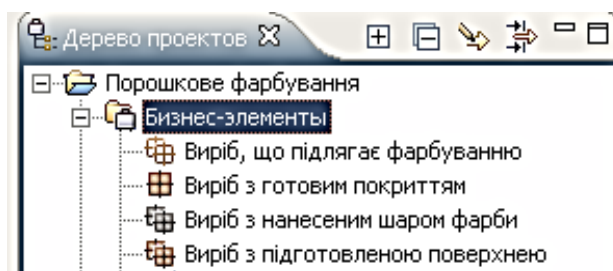 Дерево проектов
Порошкове фарбування
Бизнес-элементы
Виріб, що підлягає фарбуванню
Виріб з готовим покриттям
Виріб з нанесеним шаром фарби
Виріб з підготовленою поверхнею